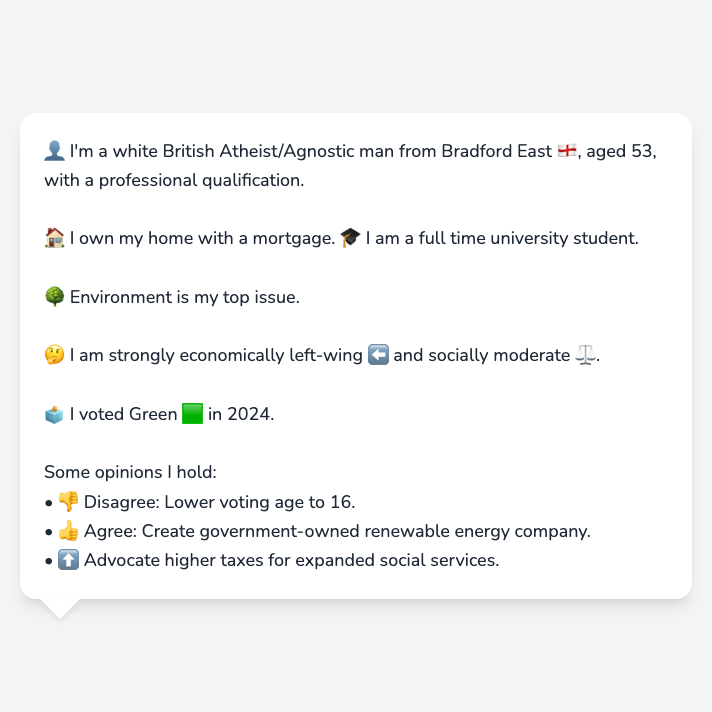 👤 I'm a white British Atheist/Agnostic man from Bradford East 🏴󠁧󠁢󠁥󠁮󠁧󠁿, aged 53,
with a professional qualification.
🏠 I own my home with a mortgage. 🎓 I am a full time university student.
🌳 Environment is my top issue.
🤔 I am strongly economically left-wing ⬅️ and socially moderate ⚖️.
🗳️ I voted Green 🟩 in 2024.
Some opinions I hold:
• 👎 Disagree: Lower voting age to 16.
• 👍 Agree: Create government-owned renewable energy company.
• ⬆️ Advocate higher taxes for expanded social services.